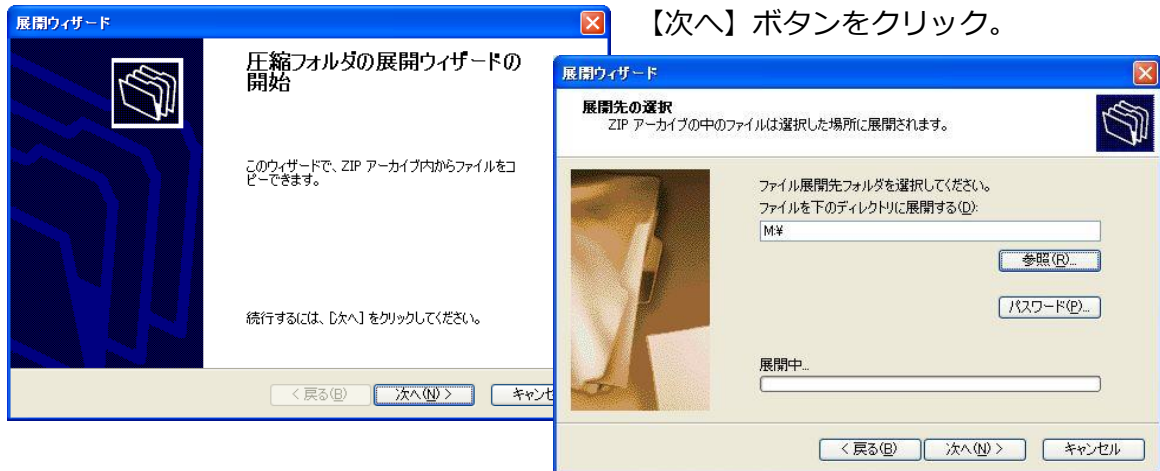 【次へ】ボタンをクリック。
展開ウィザード
圧縮フォルダの展開ウィザードの
開始
このウィザードで、ZIP アーカイブ内からファイルをコ
ピーできます。
続行するには、[次へ] をクリックしてください。
< 戻る(B)
次へ(N) >
キャンセ
展開ウィザード
展開先の選択
ZIP アーカイブの中のファイルは選択した場所に展開されます。
ファイル展開先フォルダを選択してください。
ファイルを下のディレクトリに展開する(D):
M:¥
参照(R)...
パスワード(P)...
展開中...
< 戻る(B)
次へ(N) >
キャンセル